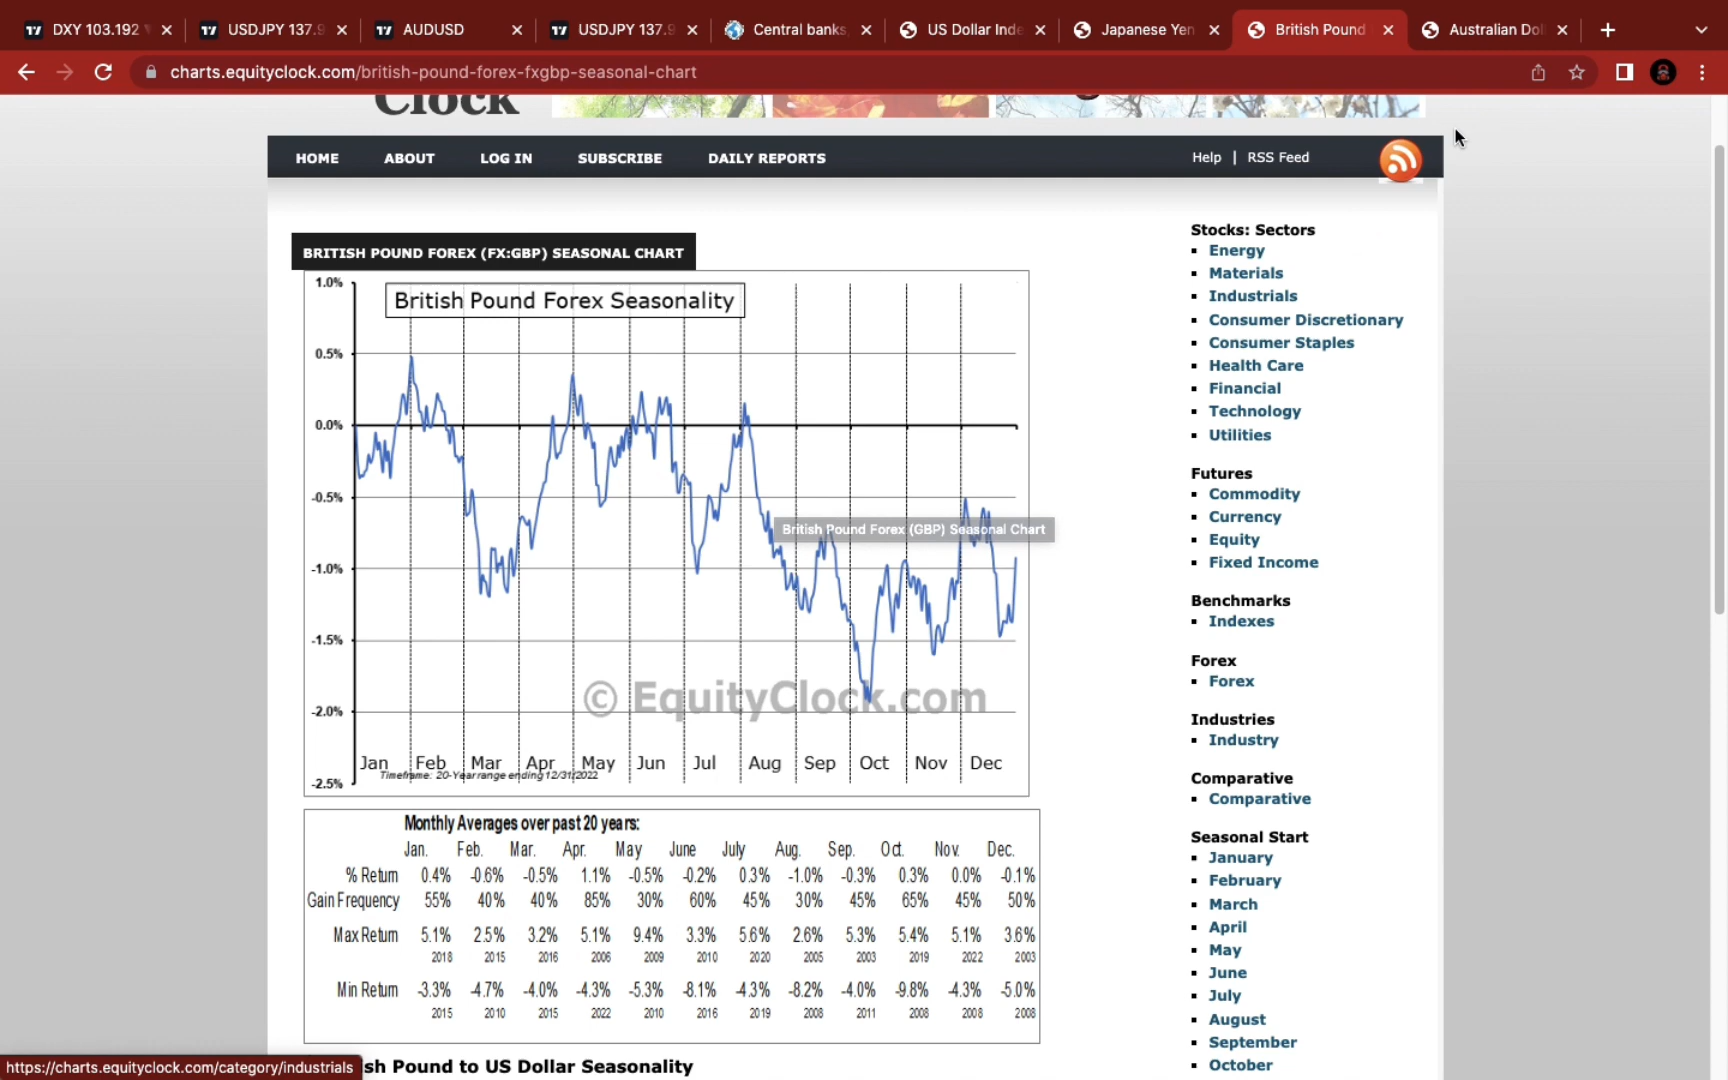 DXY 103.192
USDJPY 137.9
AUDUSD
USDJPY 137.9
Central banks
US Dollar Inde
Japanese Yen
British Pound
Australian Dol
charts.equityclock.com/british-pound-forex-fxgbp-seasonal-chart
Clock
HOME ABOUT LOG IN SUBSCRIBE DAILY REPORTS Help | RSS Feed
BRITISH POUND FOREX (FX:GBP) SEASONAL CHART
British Pound Forex Seasonality
1.0%
0.5%
0.0%
-0.5%
-1.0%
-1.5%
-2.0%
-2.5%
British Pound Forex (GBP) Seasonal Chart
© EquityClock.com
Jan Feb Mar Apr May Jun Jul Aug Sep Oct Nov Dec
Timeframe: 20-Year range ending 12/31/2022
Monthly Averages over past 20 years:
Jan. Feb. Mar. Apr. May June July Aug. Sep. Oct. Nov. Dec.
% Return 0.4% -0.6% -0.5% 1.1% -0.5% -0.2% 0.3% -1.0% -0.3% 0.3% 0.0% -0.1%
Gain Frequency 55% 40% 40% 85% 30% 60% 45% 30% 45% 65% 45% 50%
Max Return 5.1% 2.5% 3.2% 5.1% 9.4% 3.3% 5.6% 2.6% 5.3% 5.4% 5.1% 3.6%
2018 2015 2016 2006 2009 2010 2020 2005 2003 2019 2022 2003
Min Return -3.3% -4.7% -4.0% -4.3% -5.3% -8.1% -4.3% -8.2% -4.0% -9.8% -4.3% -5.0%
2015 2010 2015 2022 2010 2016 2019 2008 2011 2008 2008 2008
sh Pound to US Dollar Seasonality
https://charts.equityclock.com/category/industrials
Stocks: Sectors
Energy
Materials
Industrials
Consumer Discretionary
Consumer Staples
Health Care
Financial
Technology
Utilities
Futures
Commodity
Currency
Equity
Fixed Income
Benchmarks
Indexes
Forex
Forex
Industries
Industry
Comparative
Comparative
Seasonal Start
January
February
March
April
May
June
July
August
September
October